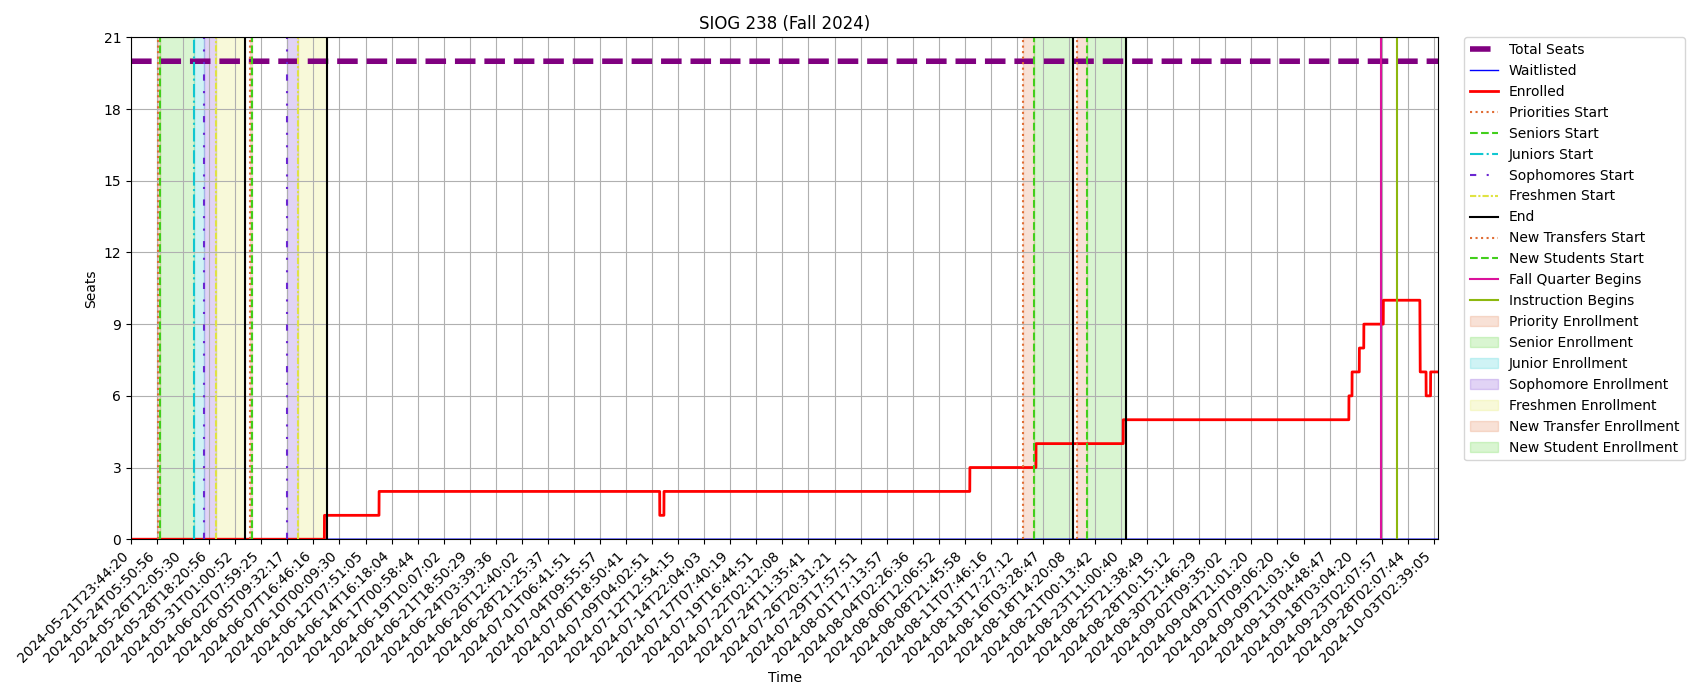 SIOG 238 (Fall 2024)
21
18
15
12
9
6
3
0
Seats
2024-05-21T23:44:20
2024-05-24T05:50:56
2024-05-26T12:05:30
2024-05-28T18:20:56
2024-05-31T01:00:52
2024-06-02T07:59:25
2024-06-05T09:32:17
2024-06-07T16:46:16
2024-06-10T00:09:30
2024-06-12T07:51:05
2024-06-14T16:18:04
2024-06-17T00:58:44
2024-06-19T10:07:02
2024-06-21T18:50:29
2024-06-24T03:39:36
2024-06-26T12:40:02
2024-06-28T21:25:37
2024-07-01T06:41:51
2024-07-04T09:55:57
2024-07-06T18:50:41
2024-07-09T04:02:51
2024-07-12T12:54:15
2024-07-14T22:04:03
2024-07-17T07:40:19
2024-07-19T16:44:51
2024-07-22T02:12:08
2024-07-24T11:35:41
2024-07-26T20:31:21
2024-07-29T17:57:51
2024-08-01T17:13:57
2024-08-04T02:26:36
2024-08-06T12:06:52
2024-08-08T21:45:58
2024-08-11T07:46:16
2024-08-13T17:27:12
2024-08-16T03:28:47
2024-08-18T14:20:08
2024-08-21T00:13:42
2024-08-23T11:00:40
2024-08-25T21:38:49
2024-08-28T10:15:12
2024-08-30T21:46:29
2024-09-02T09:35:02
2024-09-04T21:01:20
2024-09-07T09:06:20
2024-09-09T21:03:16
2024-09-13T04:48:47
2024-09-18T03:04:20
2024-09-23T02:07:57
2024-09-28T02:07:44
2024-10-03T02:39:05
Time
Total Seats
Waitlisted
Enrolled
Priorities Start
Seniors Start
Juniors Start
Sophomores Start
Freshmen Start
End
New Transfers Start
New Students Start
Fall Quarter Begins
Instruction Begins
Priority Enrollment
Senior Enrollment
Junior Enrollment
Sophomore Enrollment
Freshmen Enrollment
New Transfer Enrollment
New Student Enrollment